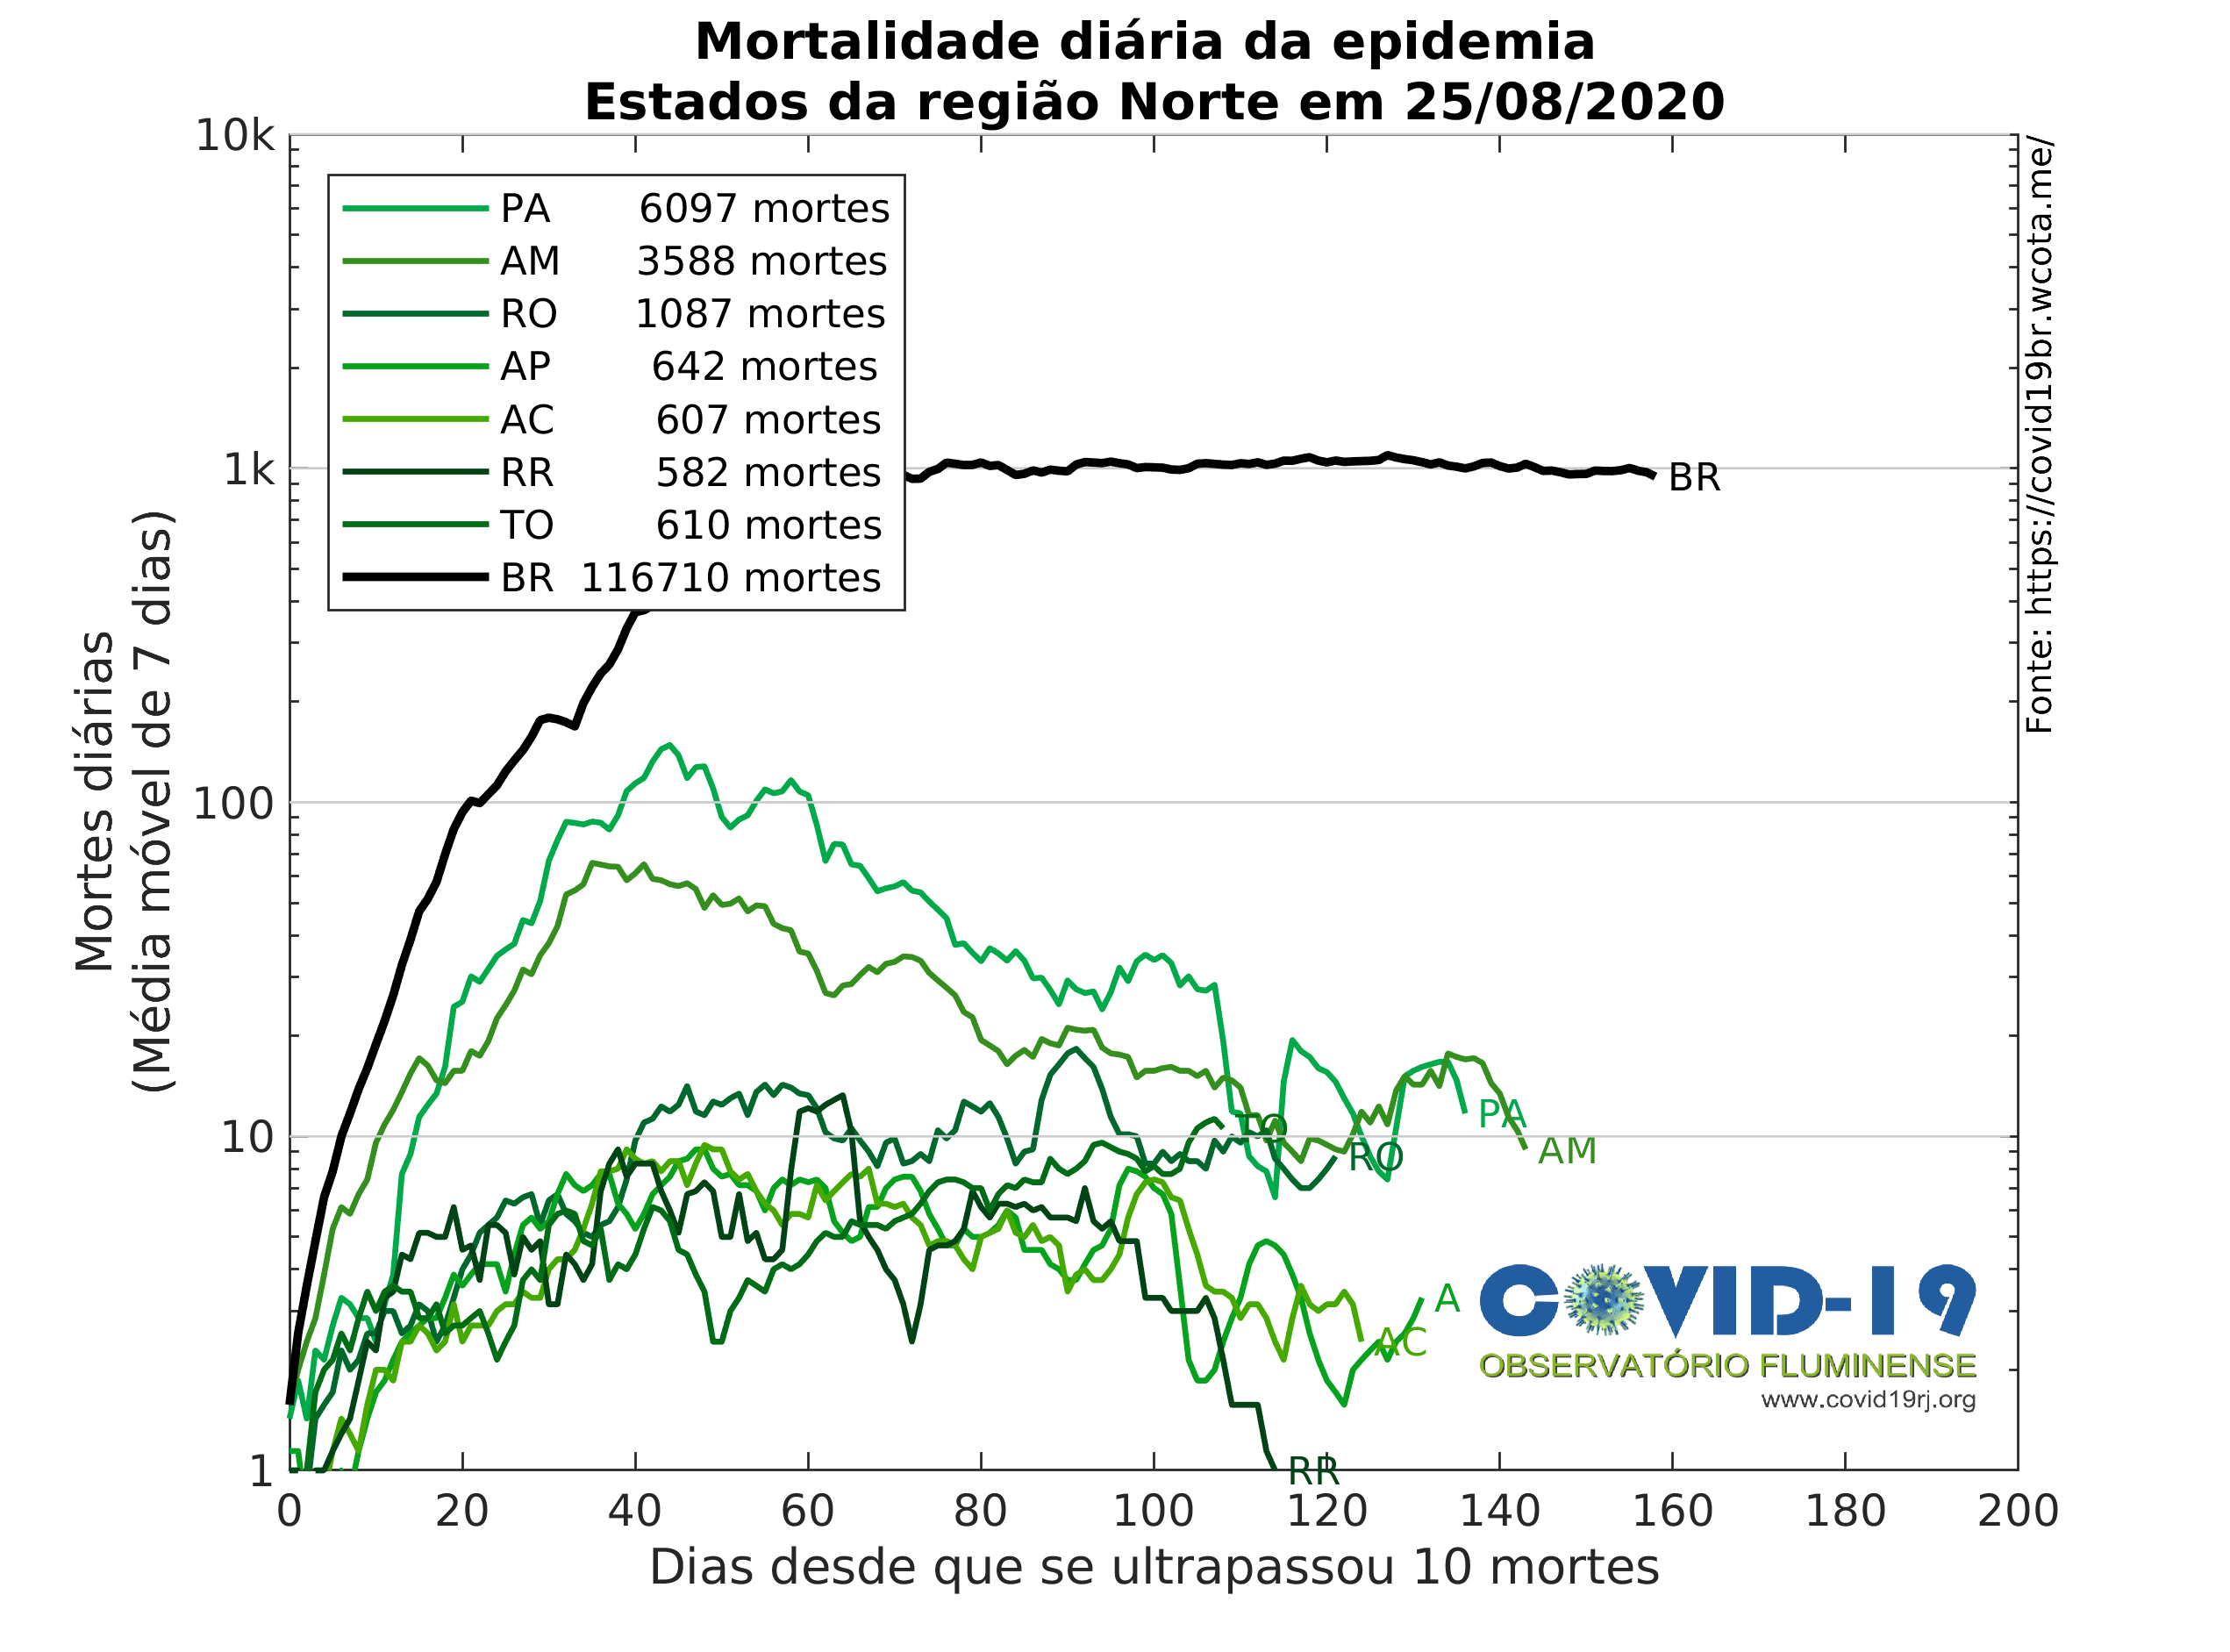 Mortalidade diária da epidemia
Estados da região Norte em 25/08/2020
10k
1k
100
10
1
Mortes diárias
(Média móvel de 7 dias)
PA 6097 mortes
AM 3588 mortes
RO 1087 mortes
AP 642 mortes
AC 607 mortes
RR 582 mortes
TO 610 mortes
BR 116710 mortes
BR
TO
PA
RO
AM
A
AC
RR
Fonte: https://covid19br.wcota.me/
COVID-19
OBSERVATÓRIO FLUMINENSE
www.covid19rj.org
0 20 40 60 80 100 120 140 160 180 200
Dias desde que se ultrapassou 10 mortes